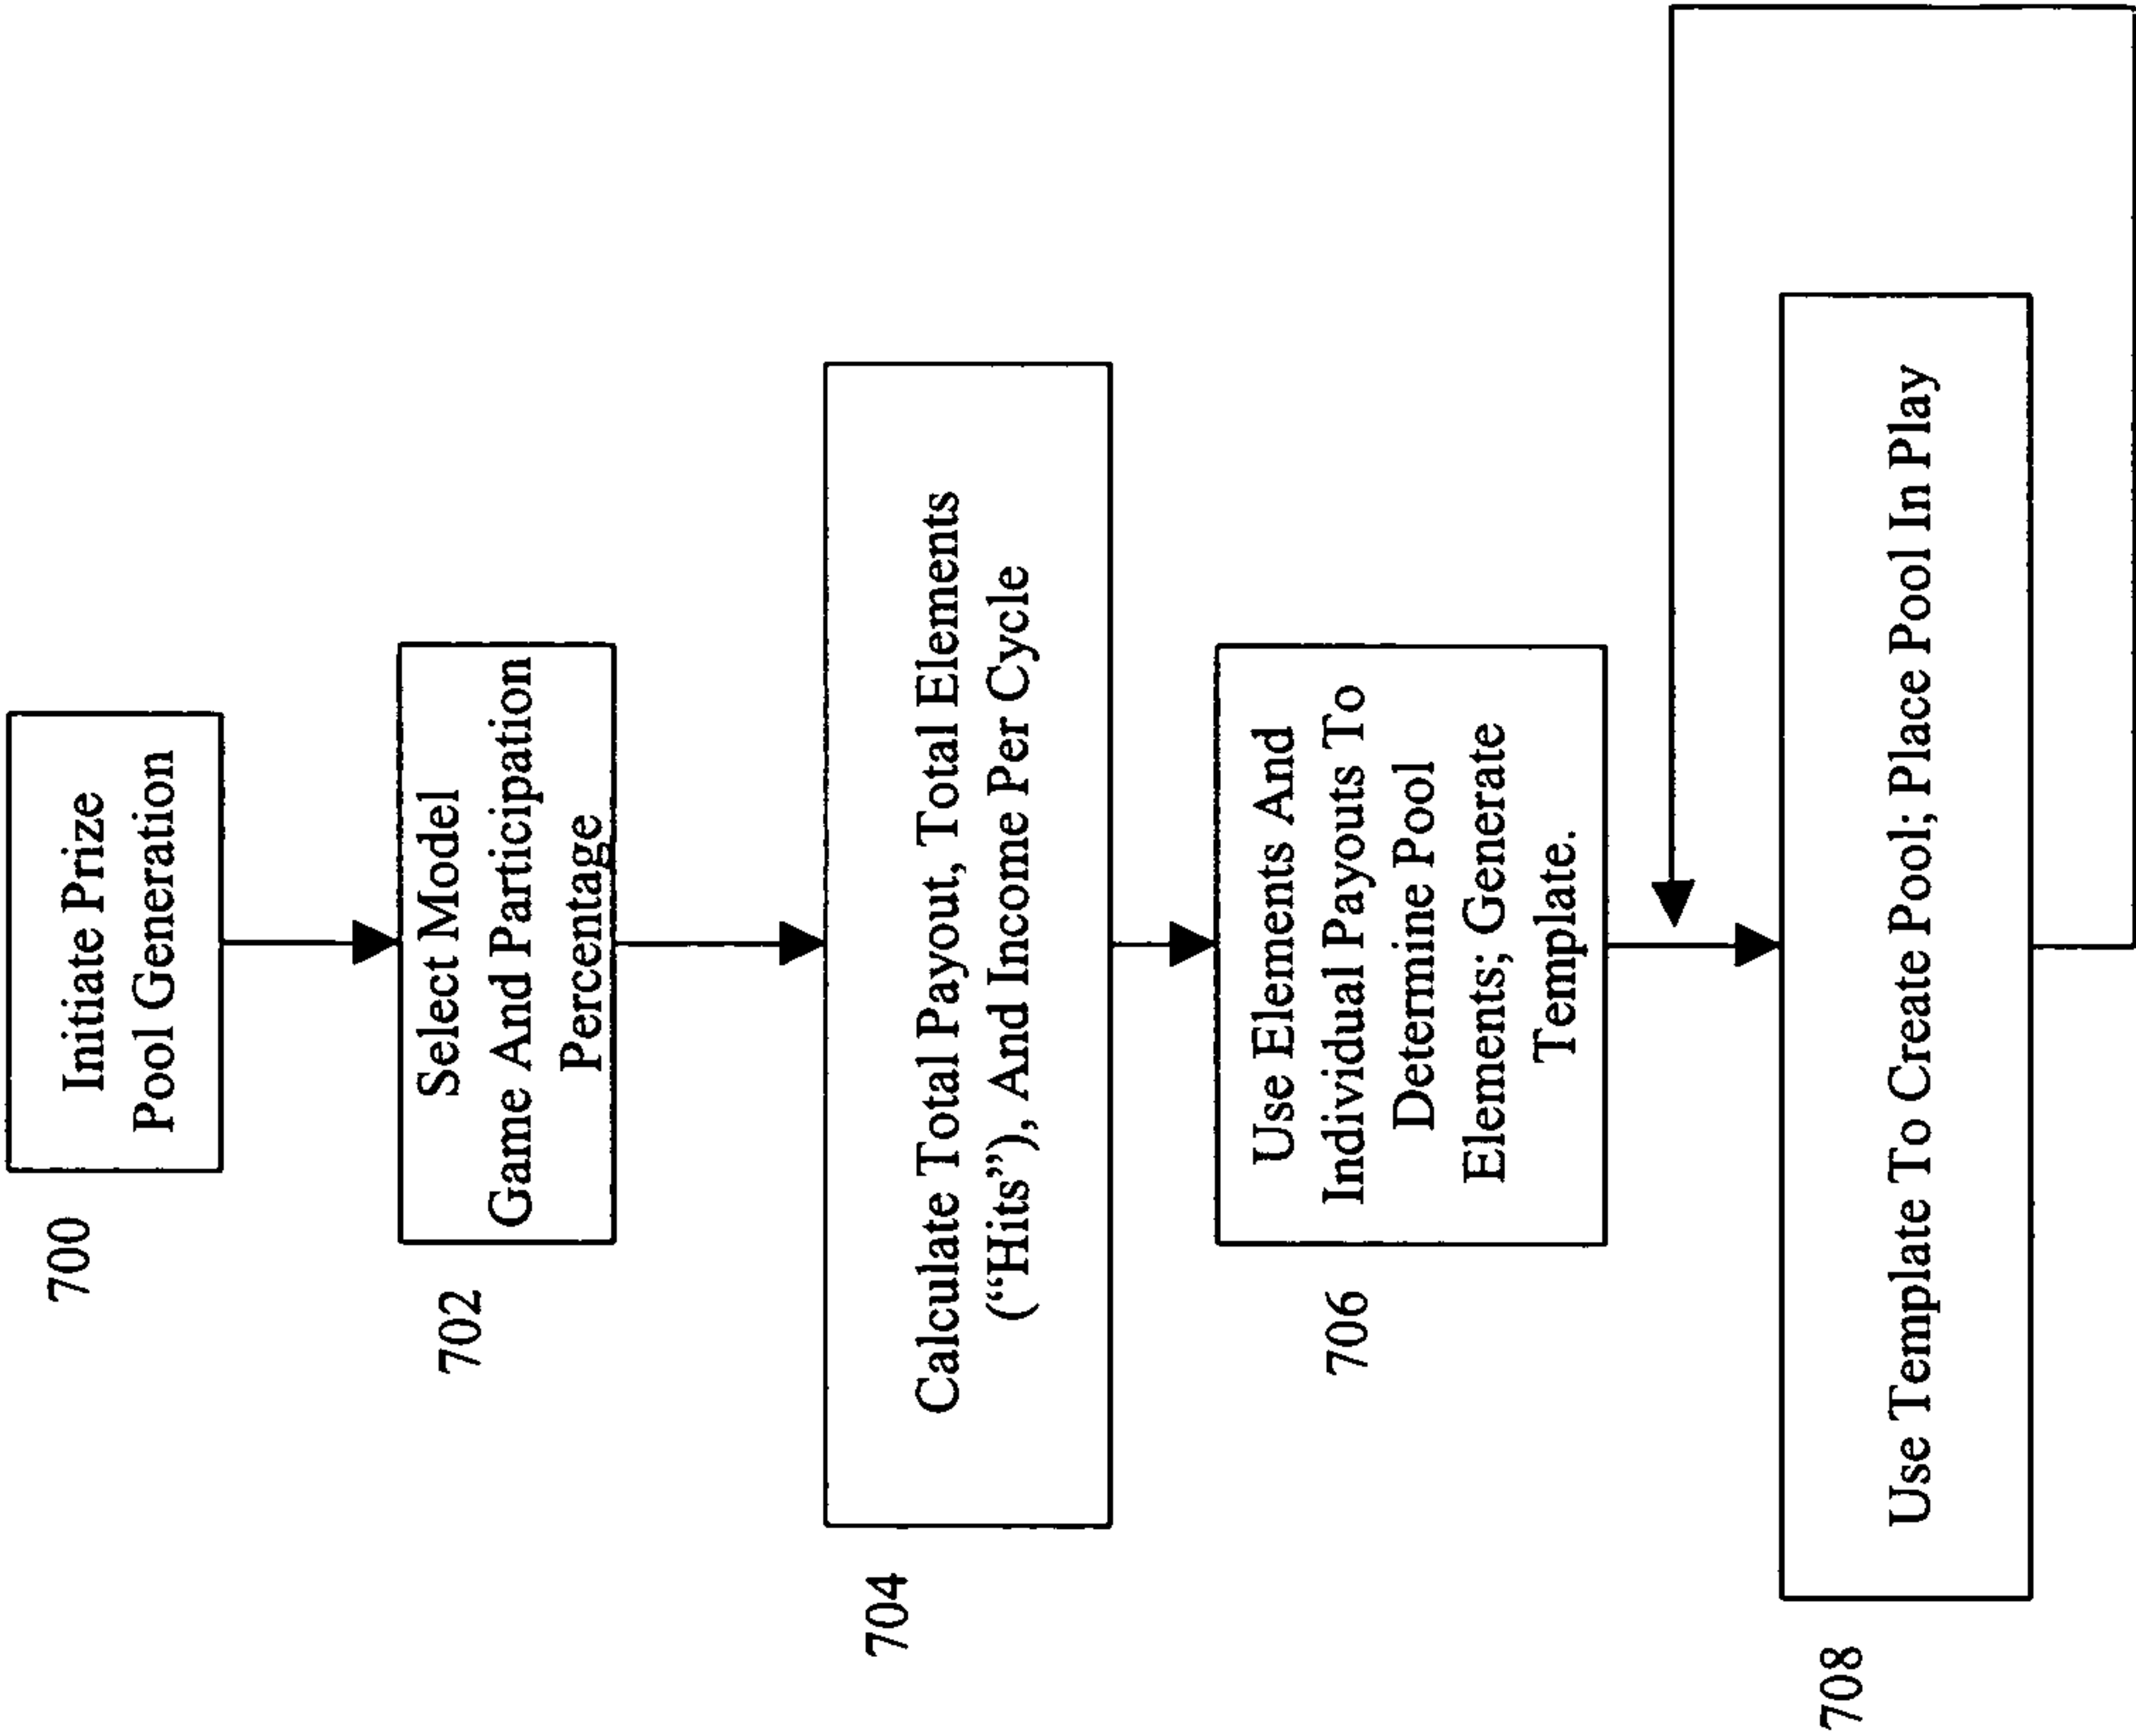 700
Initiate Prize
Pool Generation
702
Select Model
Game And Participation
Percentage
704
Calculate Total Payout, Total Elements
(“Hits”), And Income Per Cycle
706
Use Elements And
Individual Payouts To
Determine Pool
Elements; Generate
Template.
708
Use Template To Create Pool; Place Pool In Play